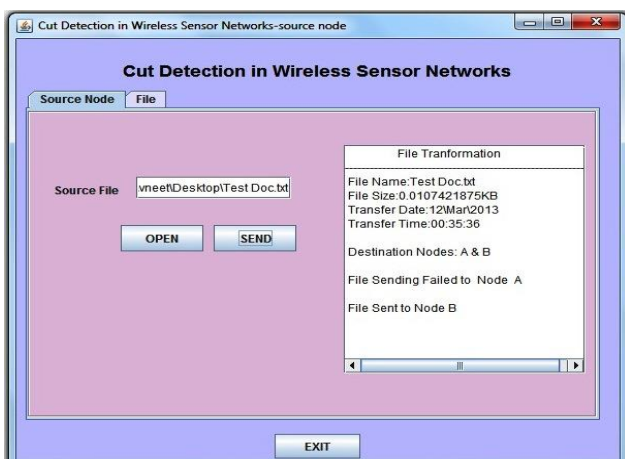 Cut Detection in Wireless Sensor Networks-source node
Cut Detection in Wireless Sensor Networks
Source Node File
File Tranformation
Source File .vneet\Desktop\Test Doc.txt
OPEN SEND
File Name:Test Doc.txt
File Size:0.0107421875KB
Transfer Date:12\Mar\2013
Transfer Time:00:35:36
Destination Nodes: A & B
File Sending Failed to Node A
File Sent to Node B
EXIT